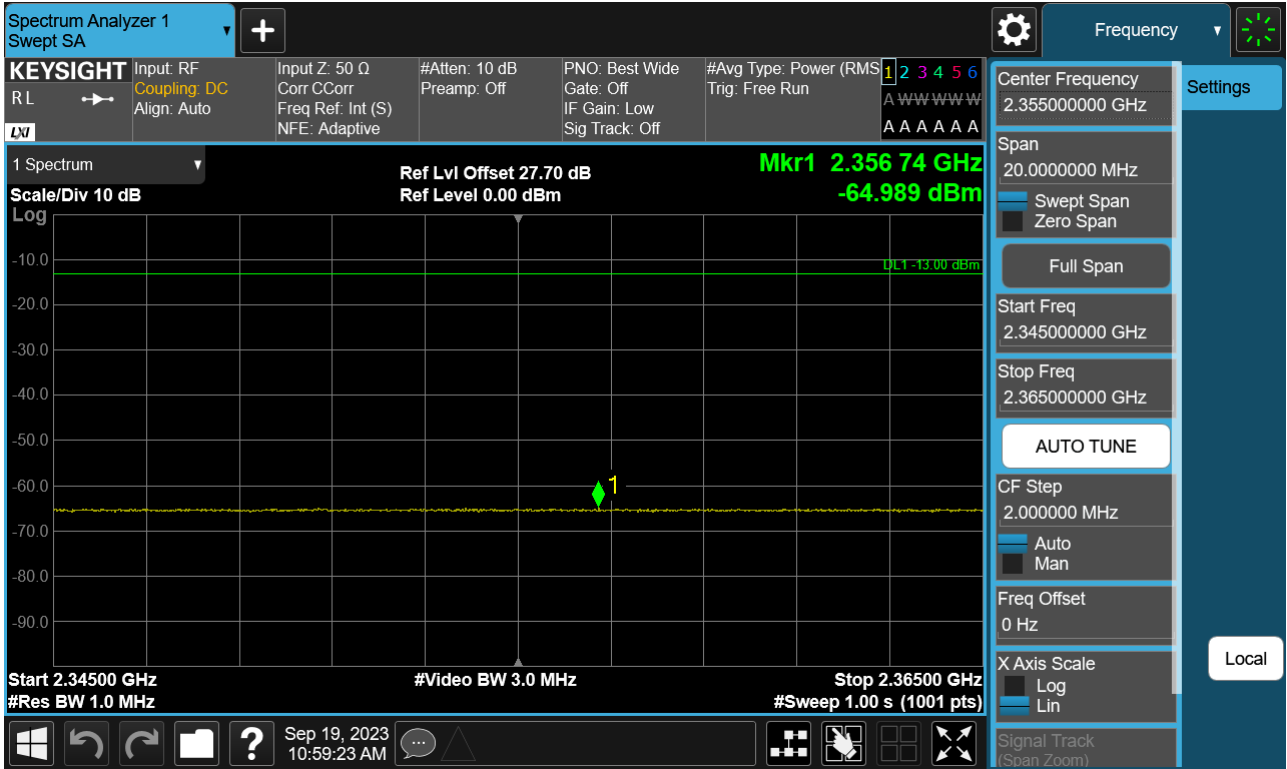 Spectrum Analyzer 1
Swept SA
Frequency
KEYSIGHT
R L
LXI
Input: RF
Coupling: DC
Align: Auto
Input Z: 50 Ω
Corr CCorr
Freq Ref: Int (S)
NFE: Adaptive
#Atten: 10 dB
Preamp: Off
PNO: Best Wide
Gate: Off
IF Gain: Low
Sig Track: Off
#Avg Type: Power (RMS
Trig: Free Run
1 2 3 4 5 6
A W W W W W
A A A A A A
1 Spectrum
Scale/Div 10 dB
Log
Ref Lvl Offset 27.70 dB
Ref Level 0.00 dBm
Mkr1 2.356 74 GHz
-64.989 dBm
-10.0
DL1 -13.00 dBm
-20.0
-30.0
-40.0
-50.0
-60.0
1
-70.0
-80.0
-90.0
Start 2.34500 GHz
#Video BW 3.0 MHz
Stop 2.36500 GHz
#Res BW 1.0 MHz
#Sweep 1.00 s (1001 pts)
Center Frequency
2.355000000 GHz
Settings
Span
20.0000000 MHz
Swept Span
Zero Span
Full Span
Start Freq
2.345000000 GHz
Stop Freq
2.365000000 GHz
AUTO TUNE
CF Step
2.000000 MHz
Auto
Man
Freq Offset
0 Hz
X Axis Scale
Log
Lin
Local
Signal Track
(Span Zoom)
?
Sep 19, 2023
10:59:23 AM